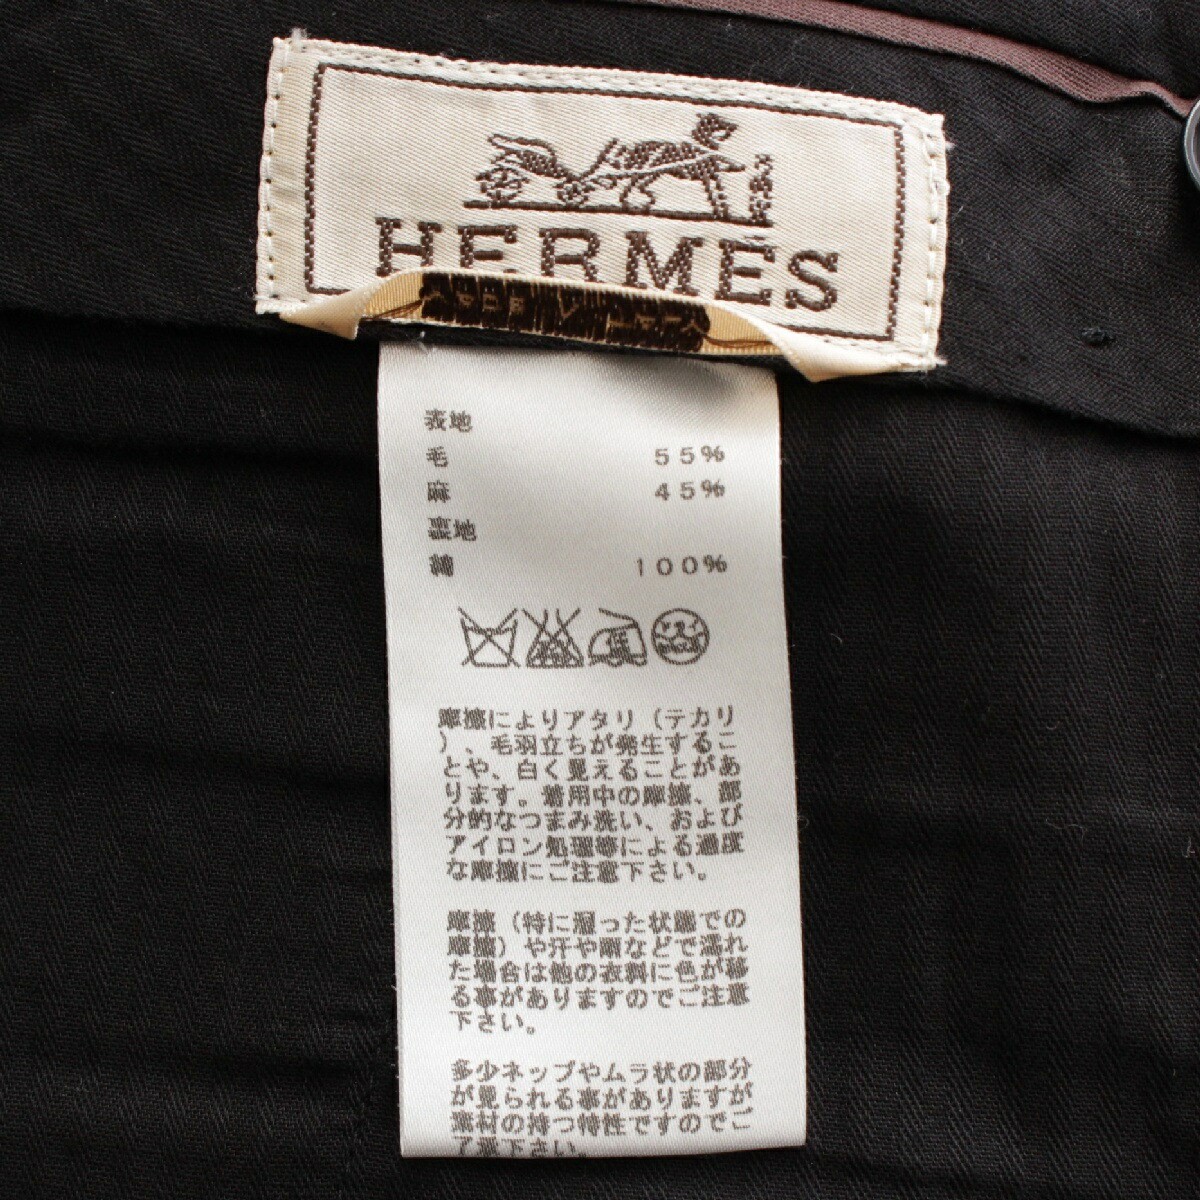 HERMÈS
表地
毛 55%
麻 45%
裏地
綿 100%
摩擦によりアタリ（テカリ
）、毛羽立ちが発生するこ
とや、白く見えることがあ
ります。着用中の摩擦、部
分的なつまみ洗い、および
アイロン処理等による過度
な摩擦にご注意下さい。
摩擦（特に湿った状態での
摩擦）や汗や雨などで濡れ
た場合は他の衣料に色が移
る事がありますのでご注意
下さい。
多少ネップやムラ状の部分
が見られる事がありますが
素材の持つ特性ですのでご
了意下さい。